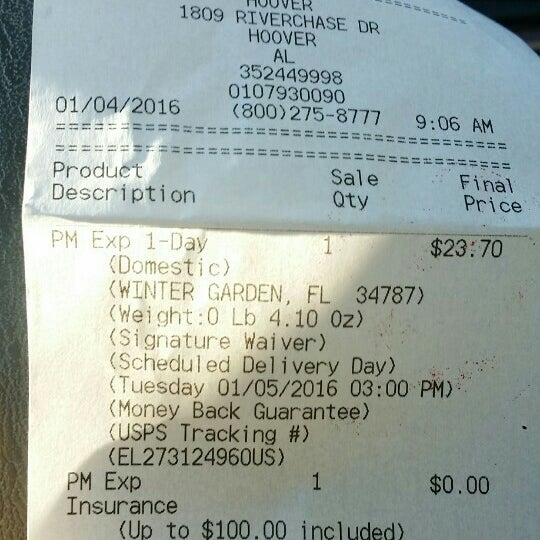 HOOVER
1809 RIVERCHASE DR
HOOVER
AL
352449998
0107930090
01/04/2016 (800)275-8777 9:06 AM
================================
================================
Product Sale Final
Description Qty Price
PM Exp 1-Day 1 $23.70
(Domestic)
(WINTER GARDEN, FL 34787)
(Weight:0 Lb 4.10 Oz)
(Signature Waiver)
(Scheduled Delivery Day)
(Tuesday 01/05/2016 03:00 PM)
(Money Back Guarantee)
(USPS Tracking #)
(EL273124960US)
PM Exp 1 $0.00
Insurance
(Up to $100.00 included)